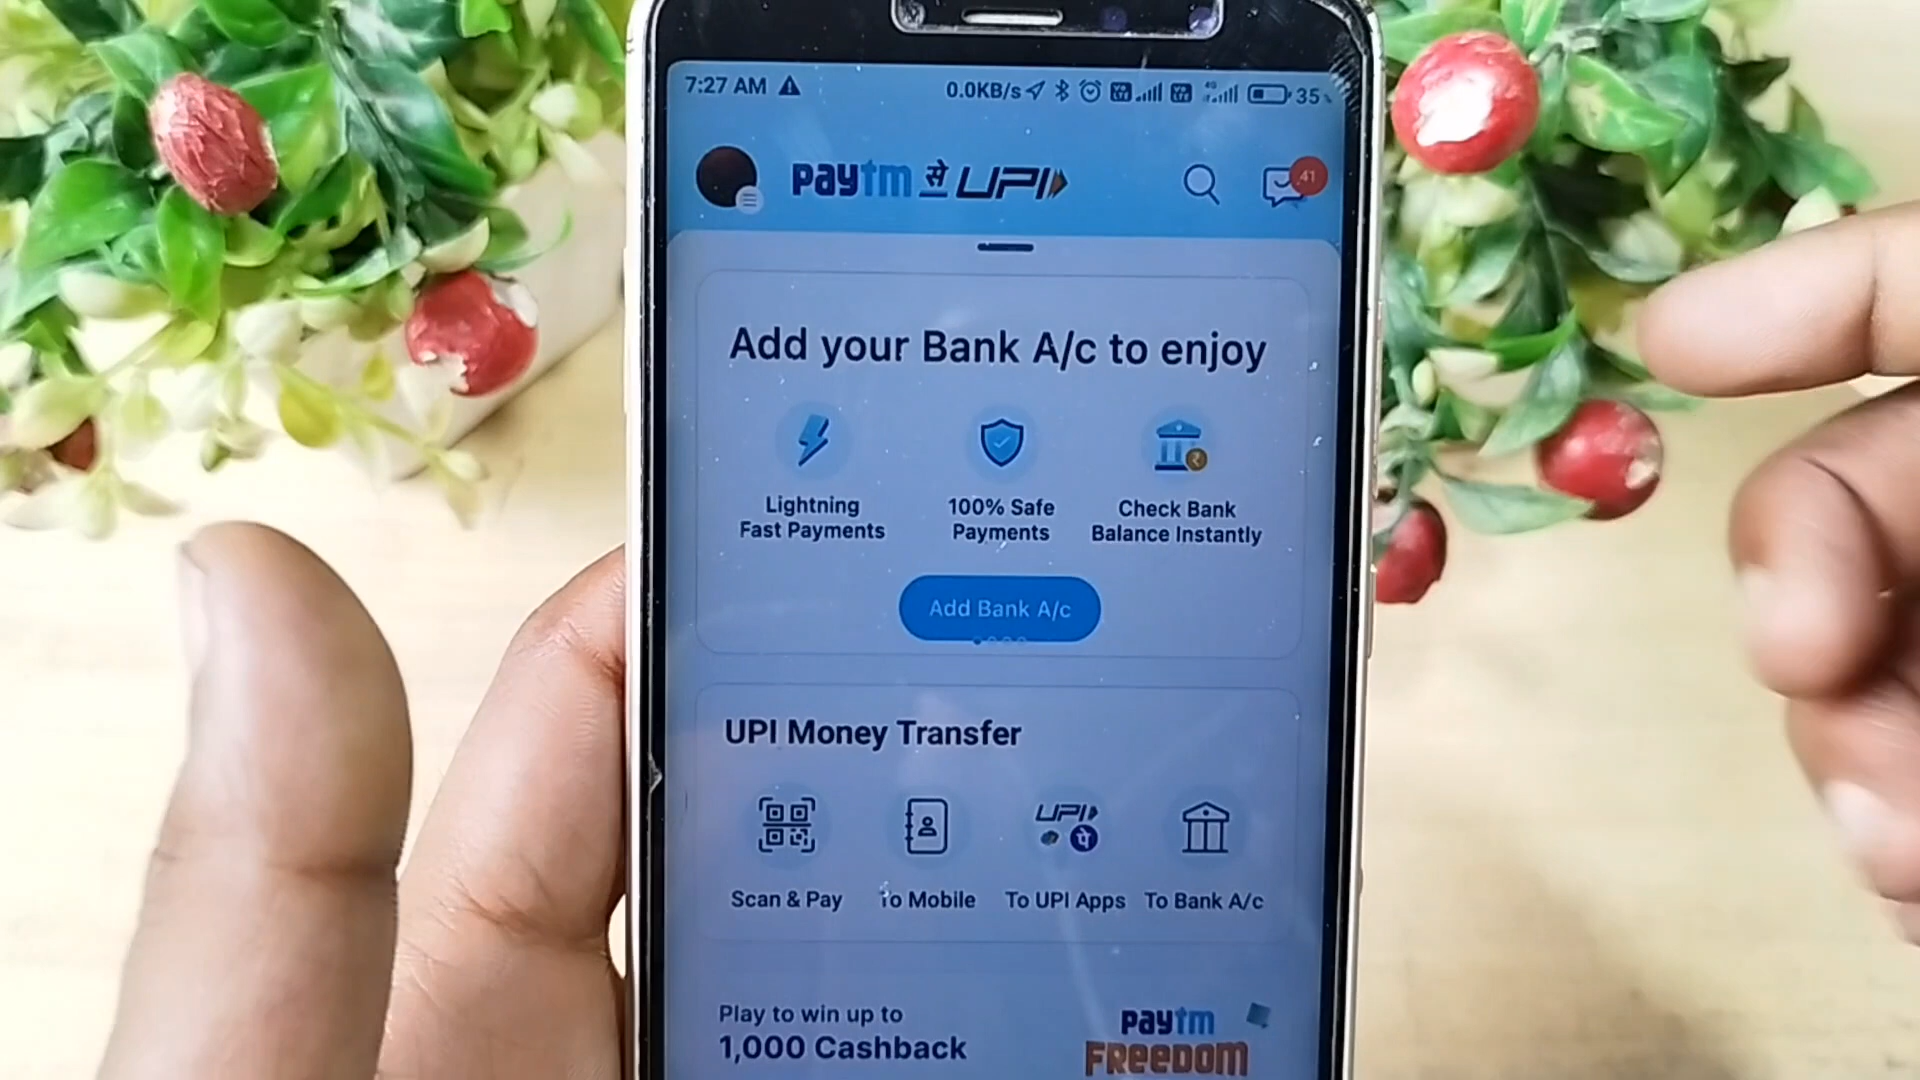 7:27 AM 0.0KB/s 4G 35
paytm से UPI 41
Add your Bank A/c to enjoy
Lightning
Fast Payments
100% Safe
Payments
Check Bank
Balance Instantly
Add Bank A/c
UPI Money Transfer
UPI पे
Scan & Pay To Mobile To UPI Apps To Bank A/c
Play to win up to
1,000 Cashback
paytm
FREEDOM